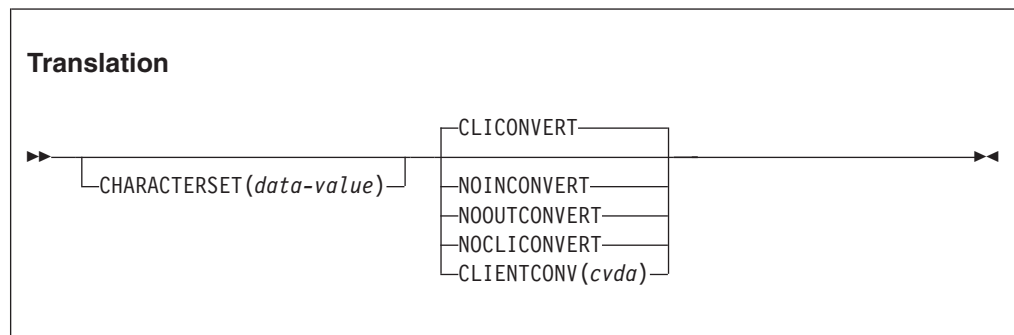 Translation
CLICONVERT
CHARACTERSET(data-value)
NOINCONVERT
NOOUTCONVERT
NOCLICONVERT
CLIENTCONV(cvda)